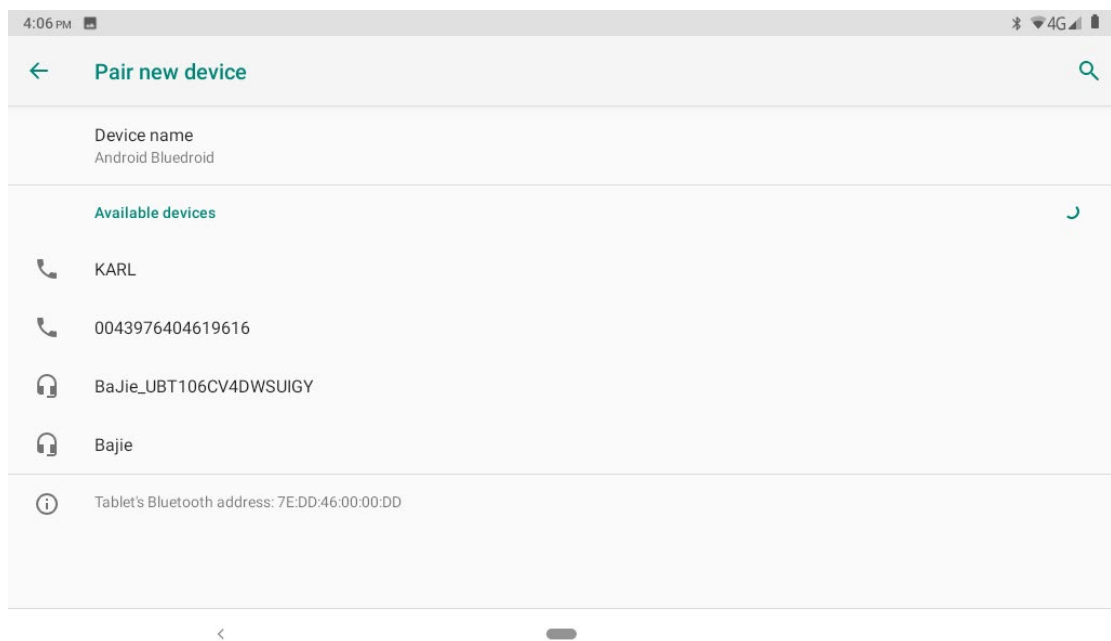 4:06 PM 4G
Pair new device
Device name
Android Bluedroid
Available devices
KARL
0043976404619616
BaJie_UBT106CV4DWSUIGY
Bajie
Tablet's Bluetooth address: 7E:DD:46:00:00:DD